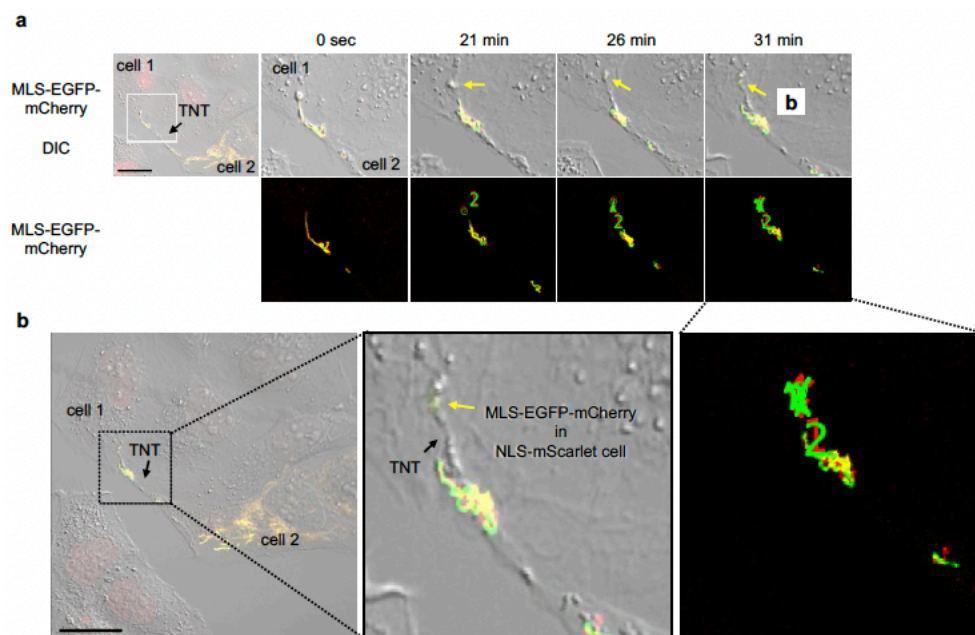 a
0 sec
21 min
26 min
31 min
MLS-EGFP-
mCherry
DIC
cell 1
TNT
cell 2
cell 1
cell 2
b
MLS-EGFP-
mCherry
2
2
2
b
cell 1
TNT
cell 2
MLS-EGFP-mCherry
in
NLS-mScarlet cell
TNT
2